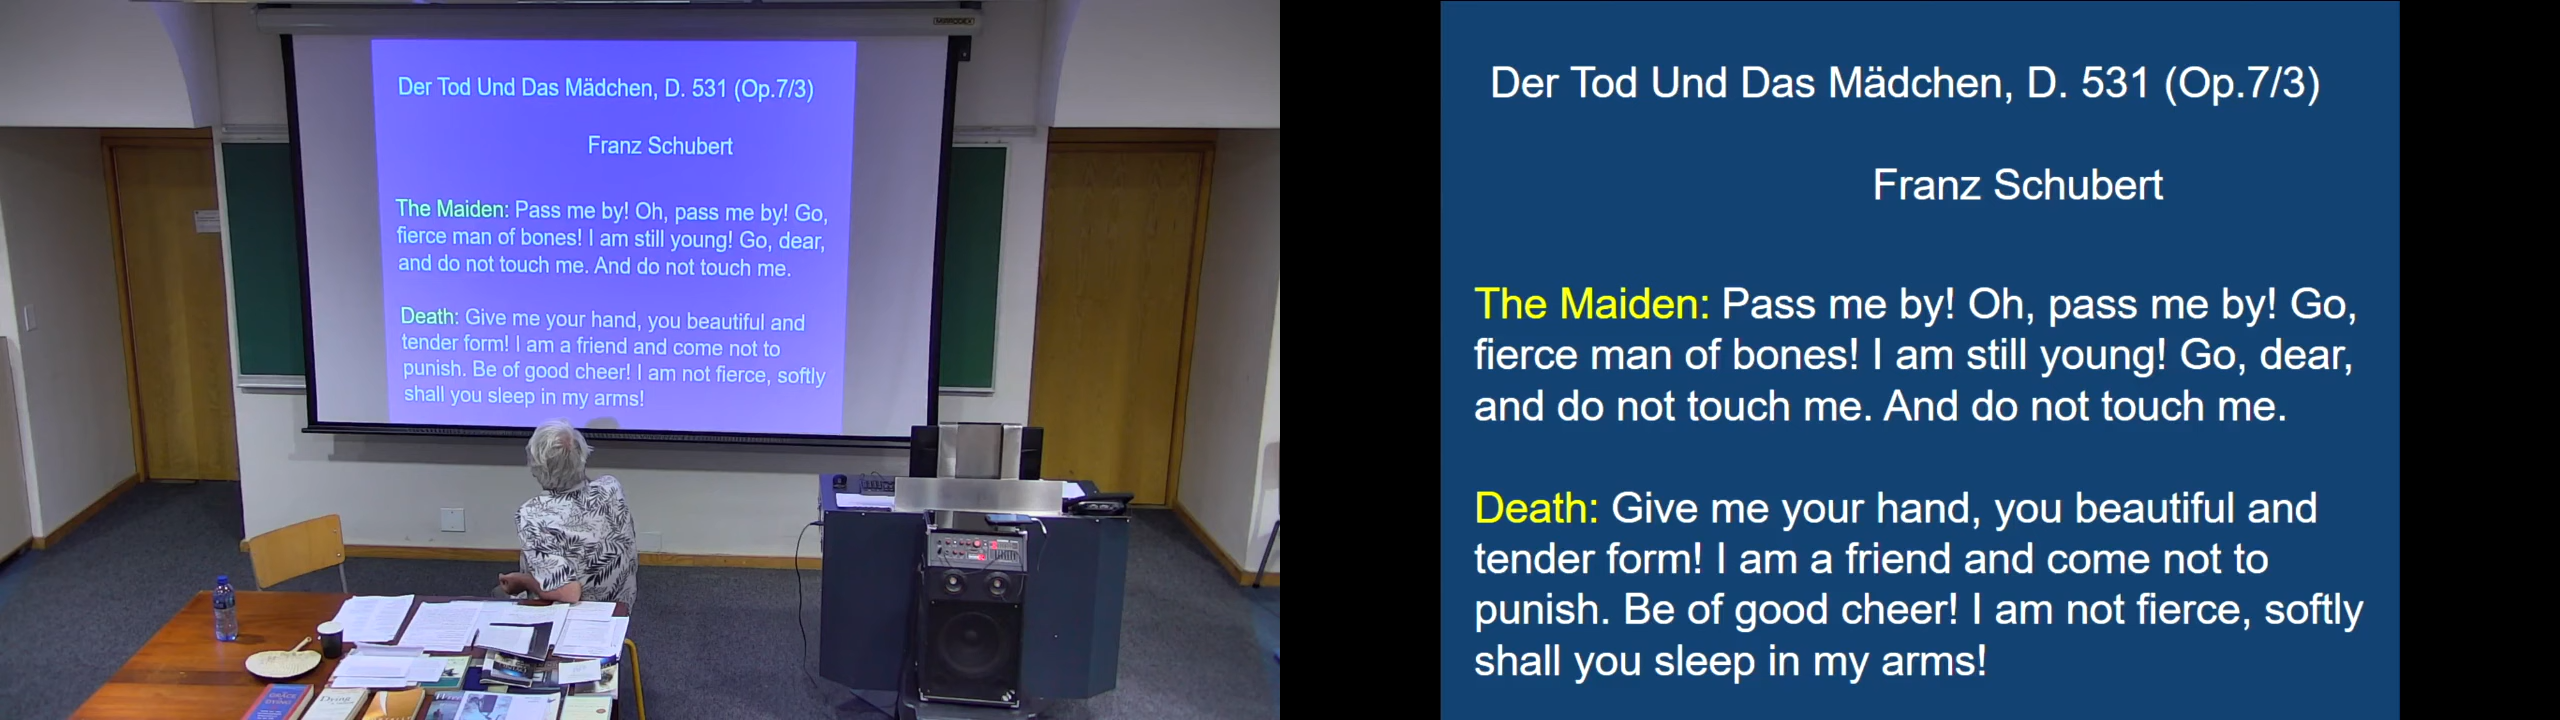 Der Tod Und Das Mädchen, D. 531 (Op.7/3)
Franz Schubert
The Maiden: Pass me by! Oh, pass me by! Go,
fierce man of bones! I am still young! Go, dear,
and do not touch me. And do not touch me.
Death: Give me your hand, you beautiful and
tender form! I am a friend and come not to
punish. Be of good cheer! I am not fierce, softly
shall you sleep in my arms!
Der Tod Und Das Mädchen, D. 531 (Op.7/3)
Franz Schubert
The Maiden: Pass me by! Oh, pass me by! Go,
fierce man of bones! I am still young! Go, dear,
and do not touch me. And do not touch me.
Death: Give me your hand, you beautiful and
tender form! I am a friend and come not to
punish. Be of good cheer! I am not fierce, softly
shall you sleep in my arms!